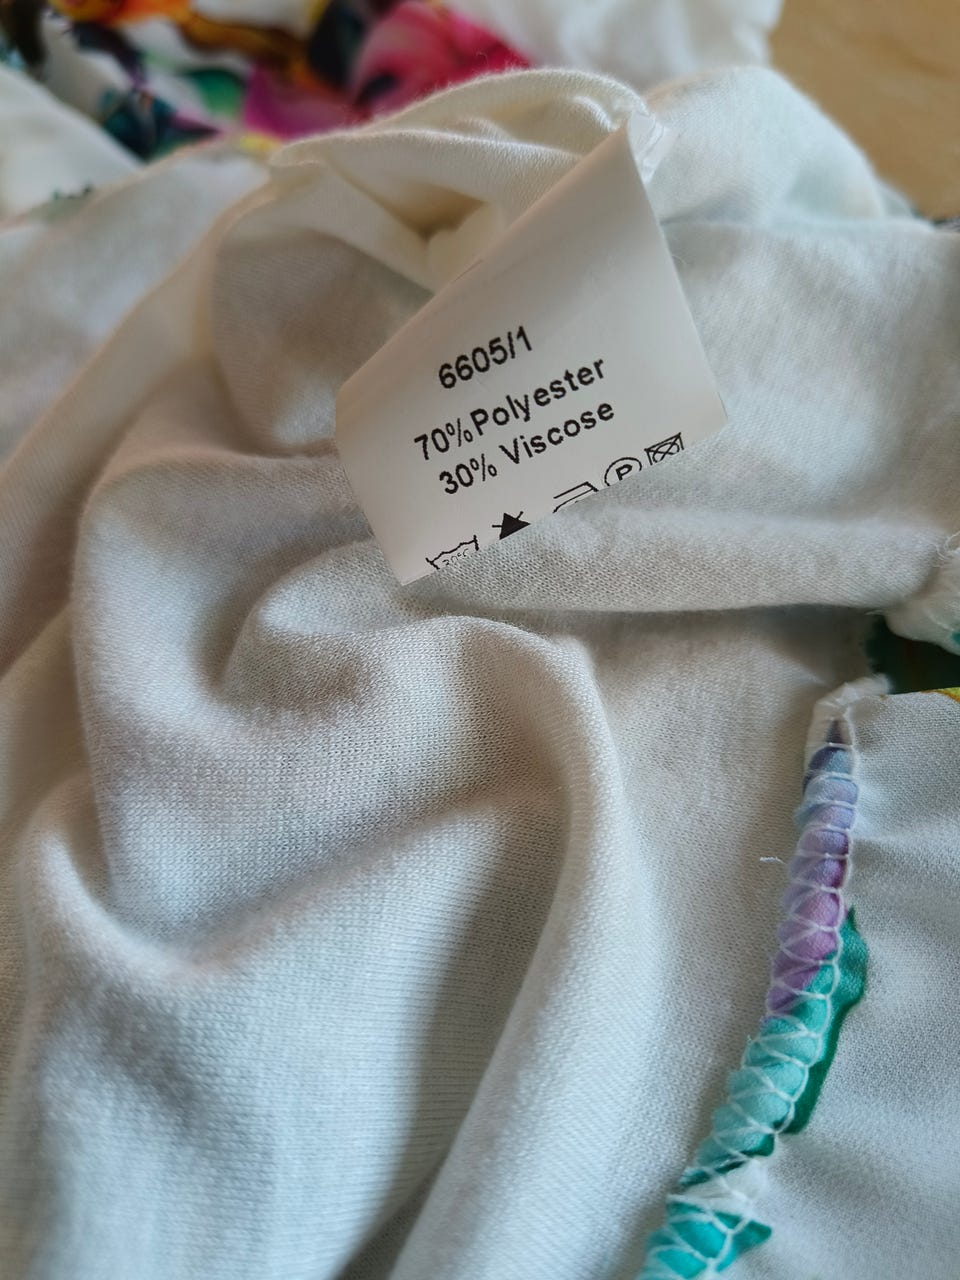 6605/1
70%Polyester
30% Viscose
P